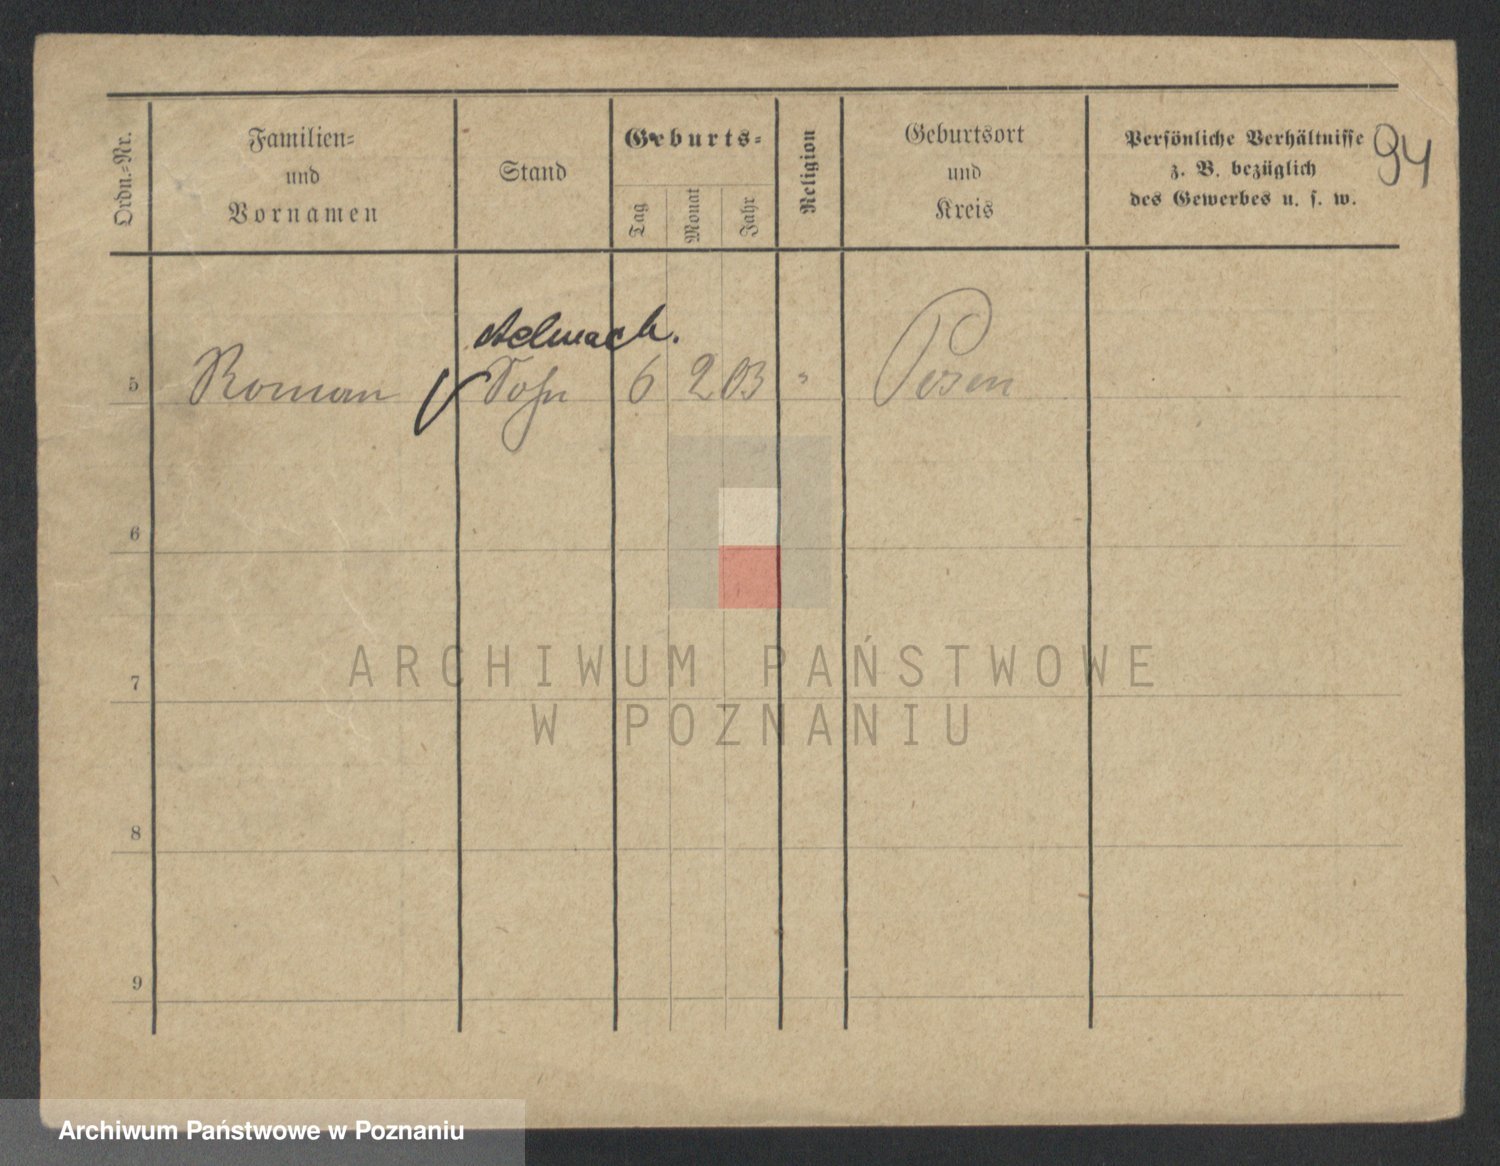 Ordn.-Nr.
Familien-
und
Vornamen
Stand
Geburts-
Tag
Monat
Jahr
Religion
Geburtsort
und
Kreis
Persönliche Verhältnisse
z. B. bezüglich
des Gewerbes u. s. w.
94
5 Roman Sohn 6 2 03 " Posen
6
7
8
9
ARCHIWUM PAŃSTWOWE
W POZNANIU
Archiwum Państwowe w Poznaniu